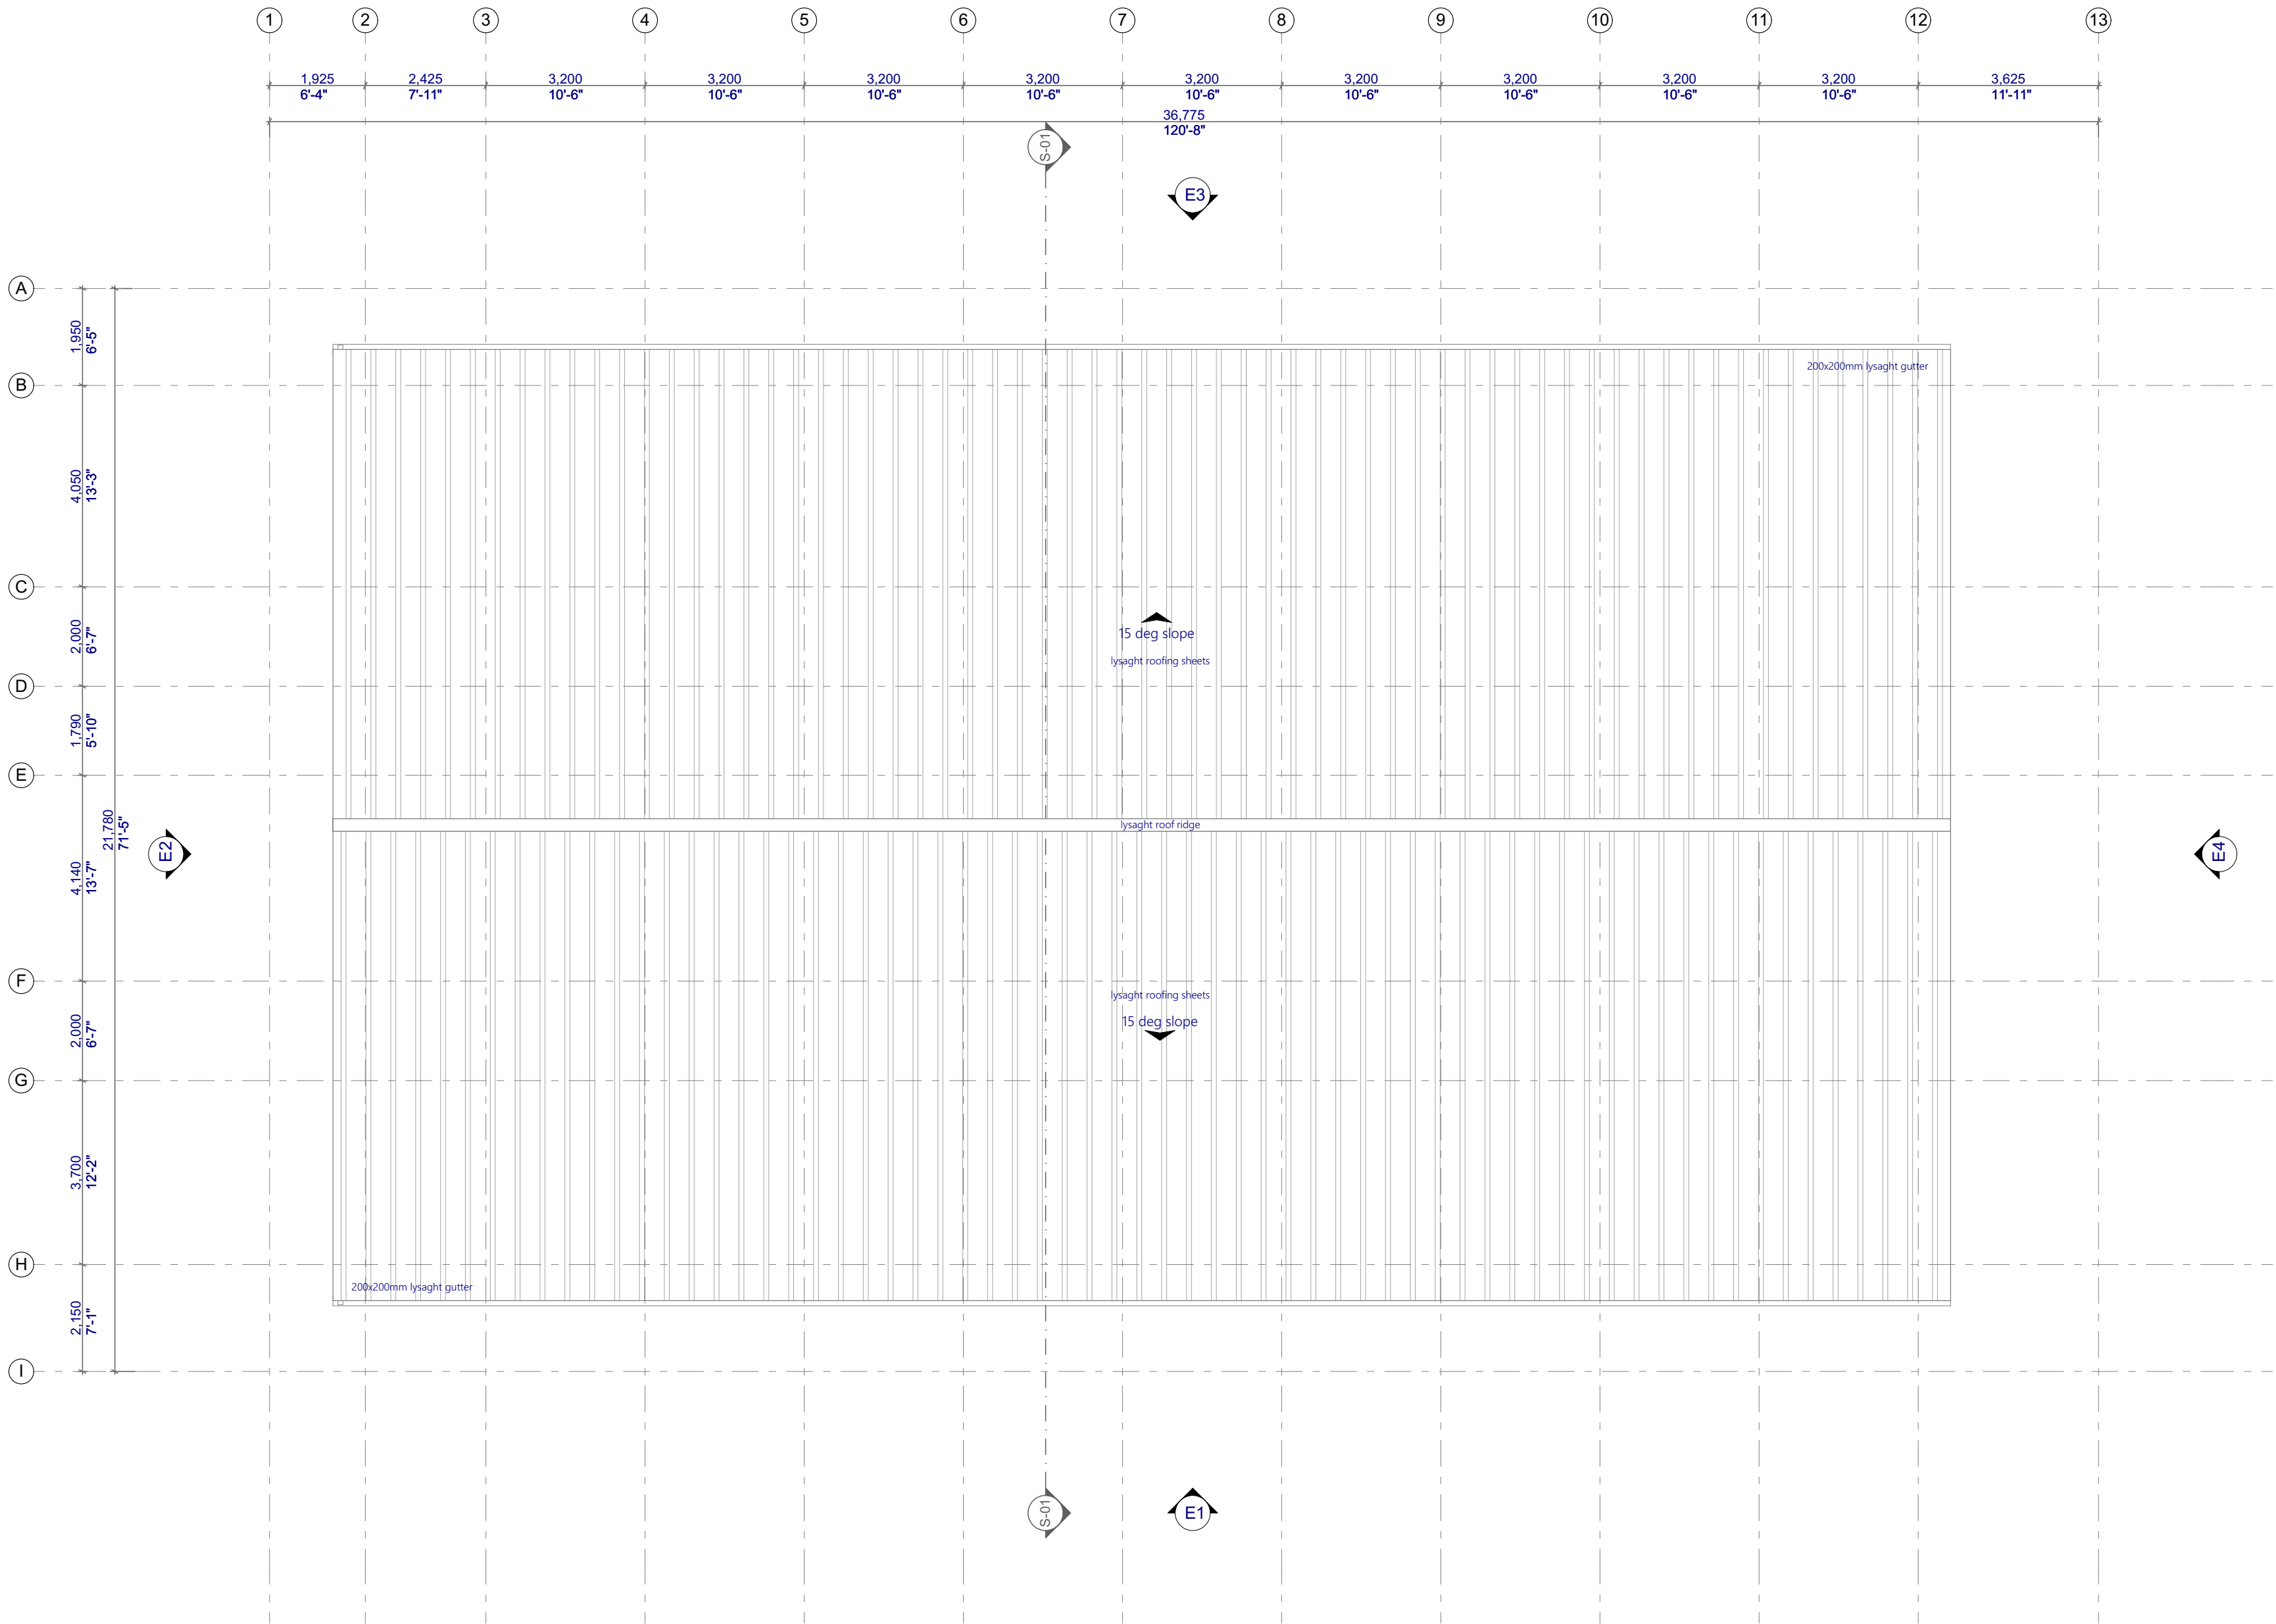 1 2 3 4 5 6 7 8 9 10 11 12 13
1,925 2,425 3,200 3,200 3,200 3,200 3,200 3,200 3,200 3,200 3,200 3,625
6'-4" 7'-11" 10'-6" 10'-6" 10'-6" 10'-6" 10'-6" 10'-6" 10'-6" 10'-6" 10'-6" 11'-11"
36,775
120'-8"
S-01
E3
A
1,950
6'-5"
200x200mm lysaght gutter
B
4,050
13'-3"
C
2,000
6'-7"
15 deg slope
lysaght roofing sheets
D
1,790
5'-10"
E
21,780
71'-5"
lysaght roof ridge
E2
E4
4,140
13'-7"
F
lysaght roofing sheets
15 deg slope
2,000
6'-7"
G
3,700
12'-2"
H
200x200mm lysaght gutter
2,150
7'-1"
I
S-01
E1